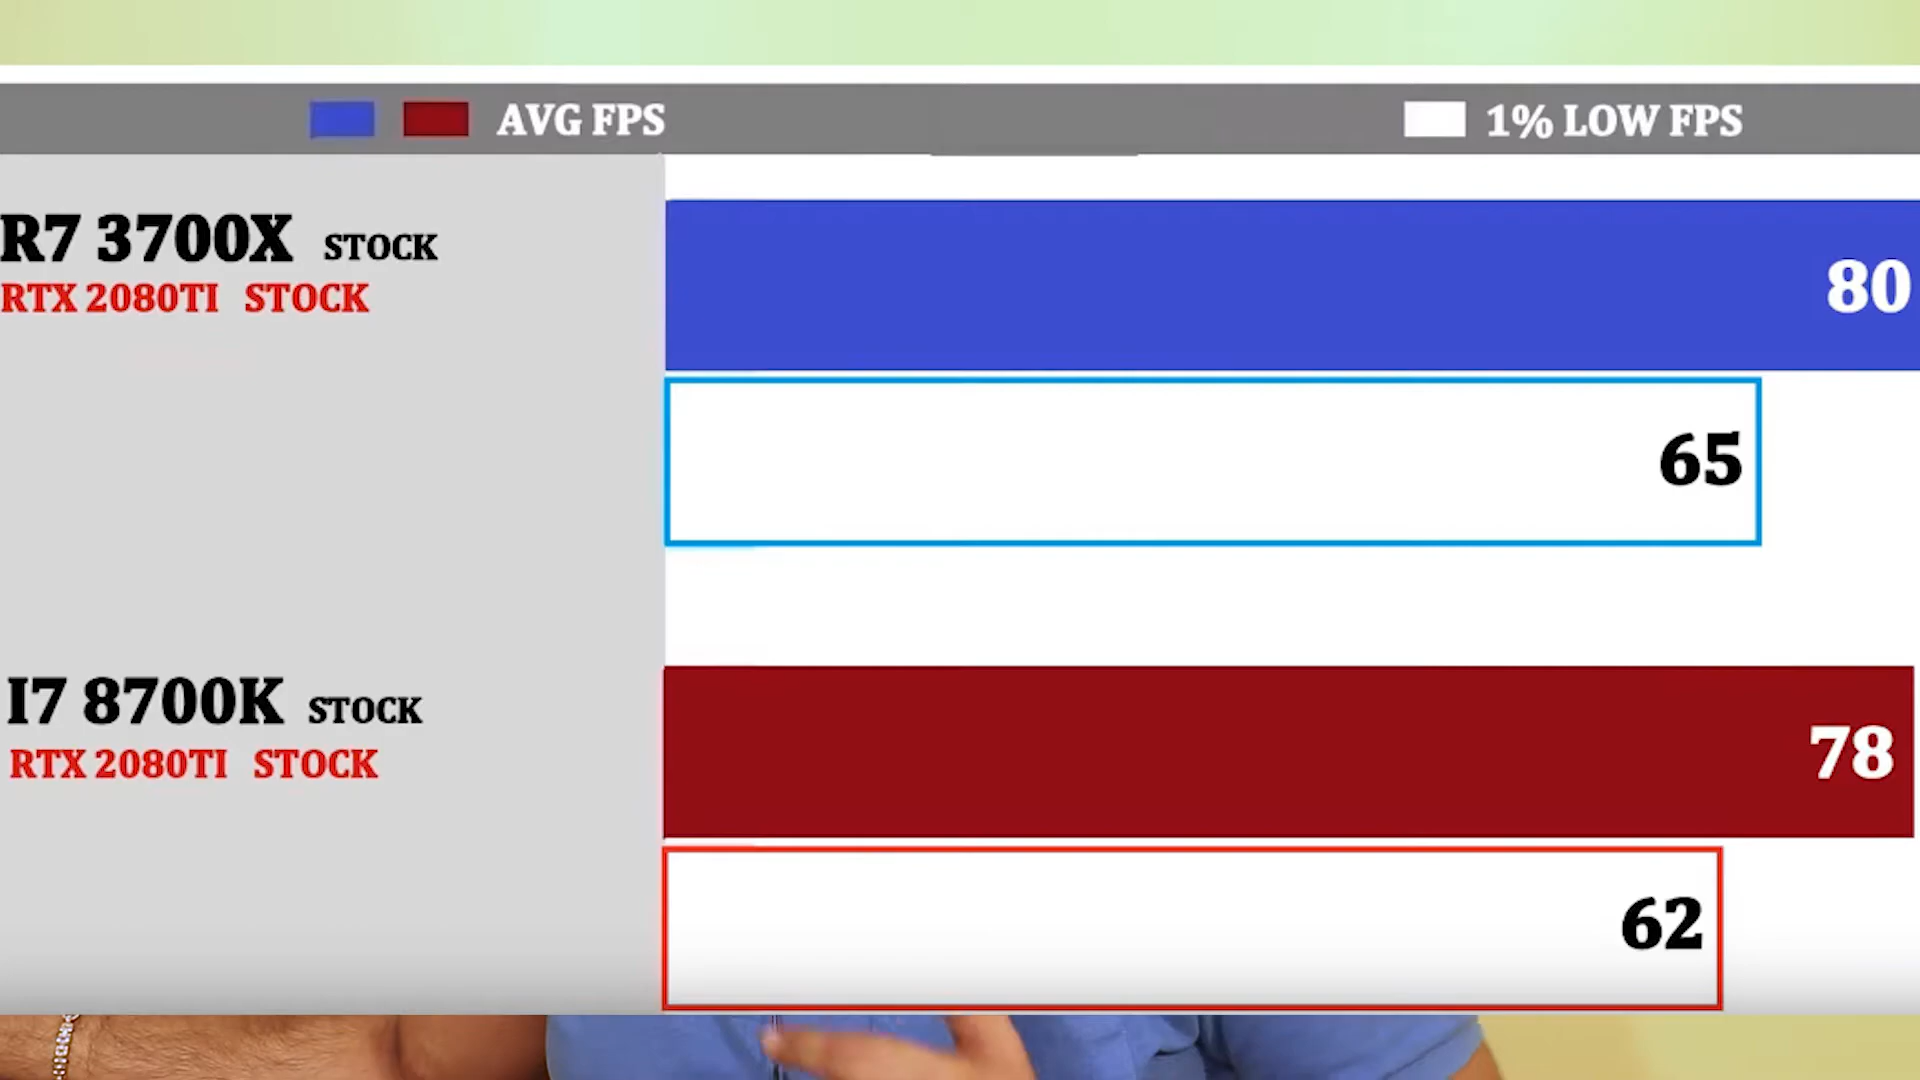 AVG FPS
1% LOW FPS
R7 3700X STOCK
RTX 2080TI STOCK
80
65
I7 8700K STOCK
RTX 2080TI STOCK
78
62